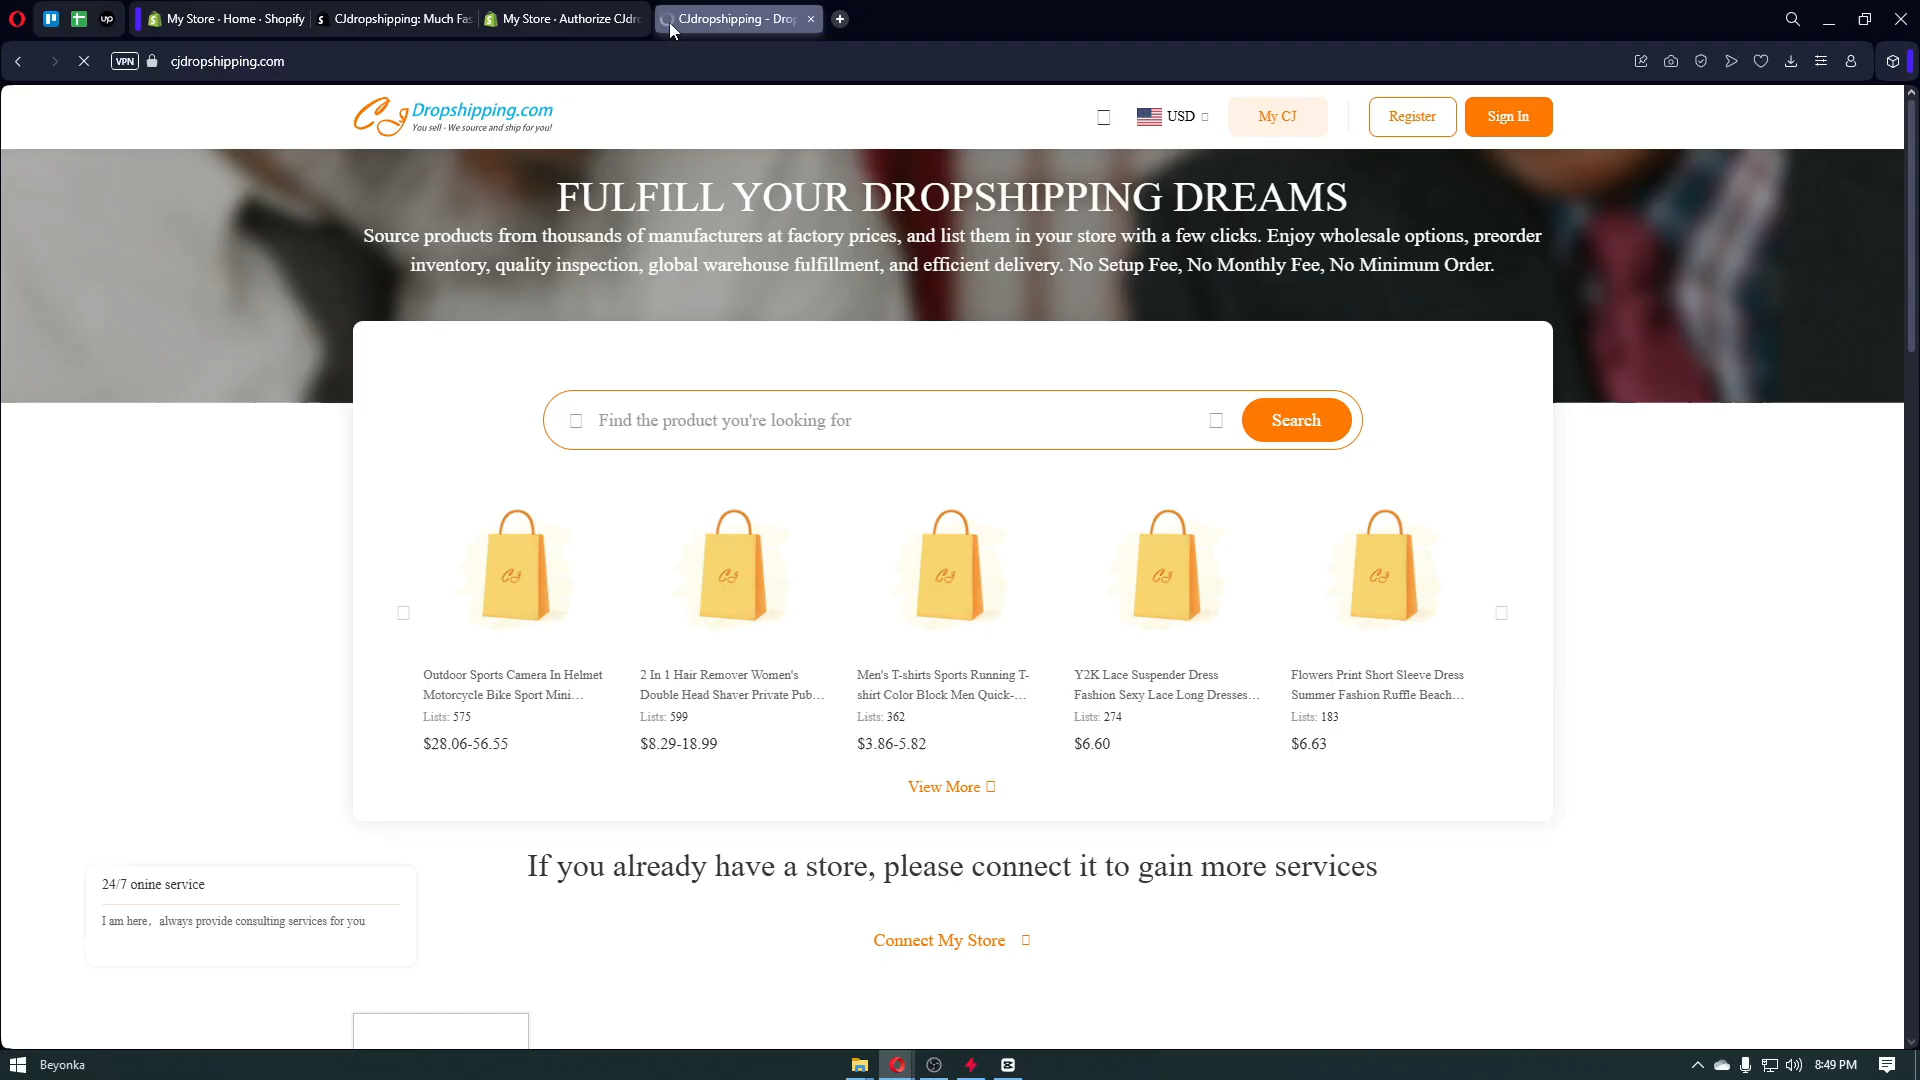 My Store · Home · Shopify
CJdropshipping: Much Fas
My Store · Authorize CJdro
CJdropshipping - Drop
up
VPN
cjdropshipping.com
CJ Dropshipping.com
You sell - We source and ship for you!
USD
My CJ
Register
Sign In
FULFILL YOUR DROPSHIPPING DREAMS
Source products from thousands of manufacturers at factory prices, and list them in your store with a few clicks. Enjoy wholesale options, preorder
inventory, quality inspection, global warehouse fulfillment, and efficient delivery. No Setup Fee, No Monthly Fee, No Minimum Order.
Find the product you're looking for
Search
CJ
CJ
CJ
CJ
CJ
Outdoor Sports Camera In Helmet
Motorcycle Bike Sport Mini...
Lists: 575
$28.06-56.55
2 In 1 Hair Remover Women's
Double Head Shaver Private Pub...
Lists: 599
$8.29-18.99
Men's T-shirts Sports Running T-
shirt Color Block Men Quick-...
Lists: 362
$3.86-5.82
Y2K Lace Suspender Dress
Fashion Sexy Lace Long Dresses...
Lists: 274
$6.60
Flowers Print Short Sleeve Dress
Summer Fashion Ruffle Beach...
Lists: 183
$6.63
View More
If you already have a store, please connect it to gain more services
24/7 onine service
I am here， always provide consulting services for you
Connect My Store
Beyonka
8:49 PM